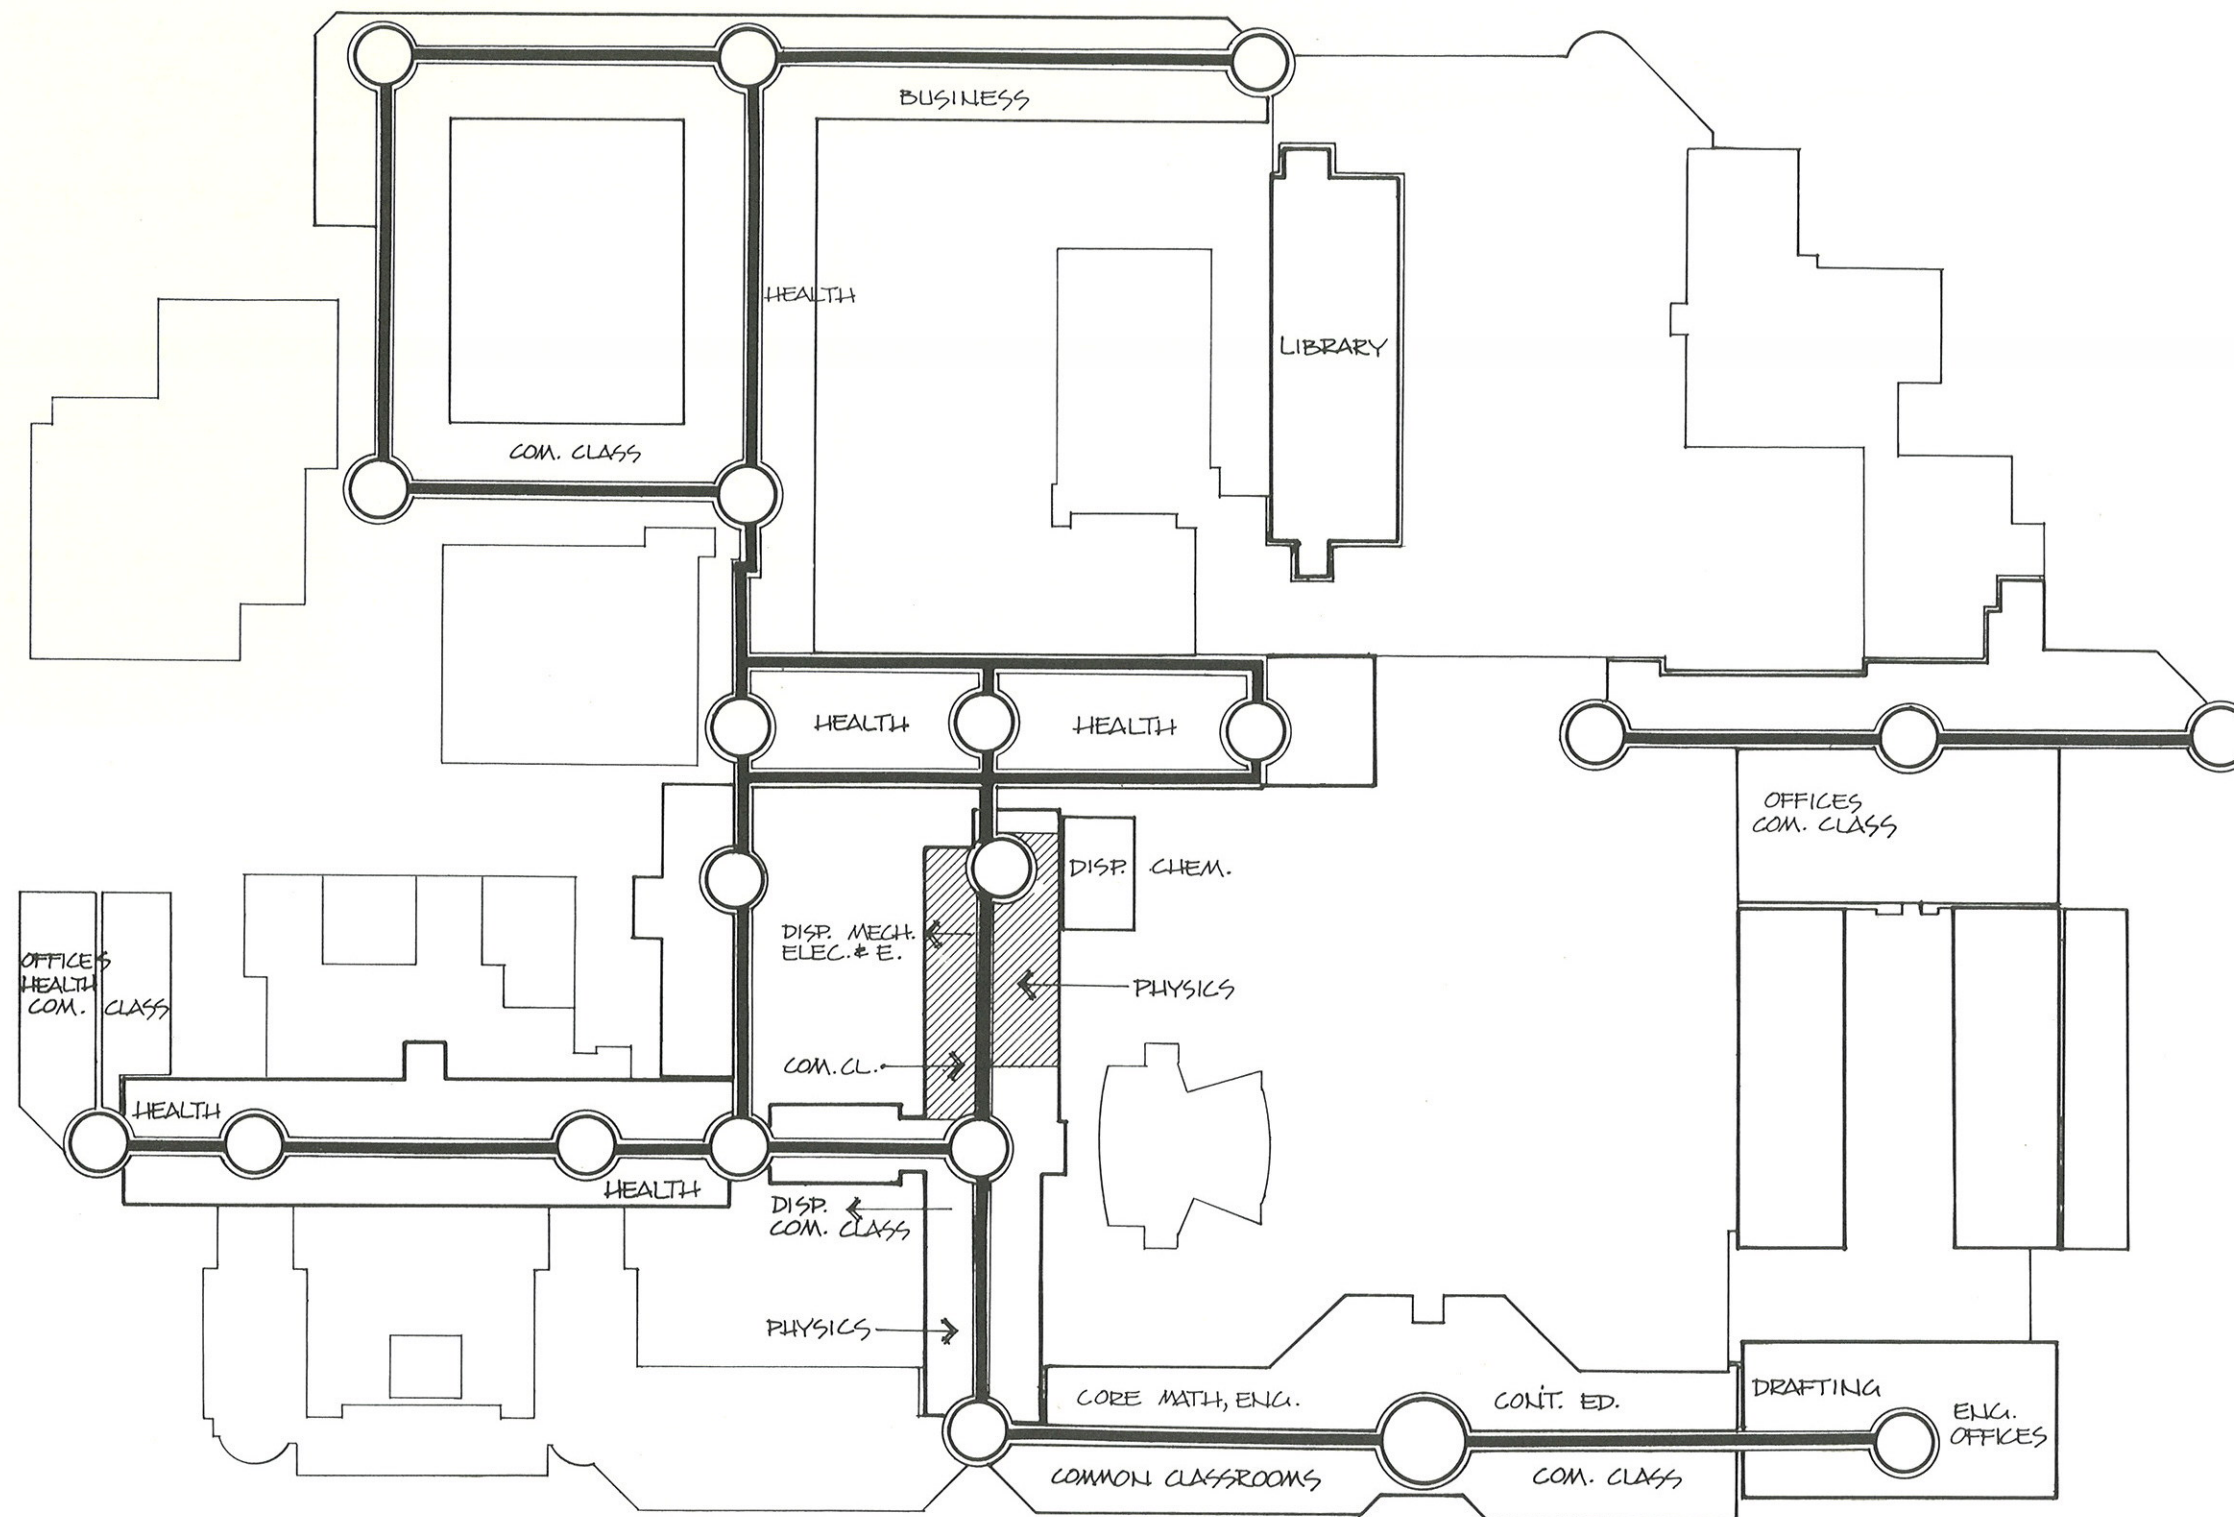 BUSINESS
HEALTH
LIBRARY
COM. CLASS
HEALTH
HEALTH
OFFICES
COM. CLASS
DISP. CHEM.
DISP. MECH.
ELEC. & E.
PHYSICS
OFFICES
HEALTH
COM. CLASS
COM. CL.
HEALTH
HEALTH
DISP.
COM. CLASS
PHYSICS
CORE MATH, ENG.
CON'T. ED.
DRAFTING
ENG.
OFFICES
COMMON CLASSROOMS
COM. CLASS